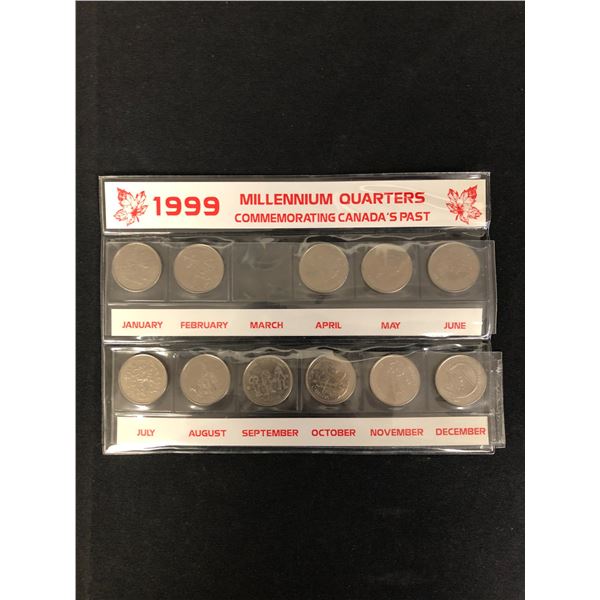 1999 MILLENNIUM QUARTERS
COMMEMORATING CANADA'S PAST
JANUARY FEBRUARY MARCH APRIL MAY JUNE
JULY AUGUST SEPTEMBER OCTOBER NOVEMBER DECEMBER